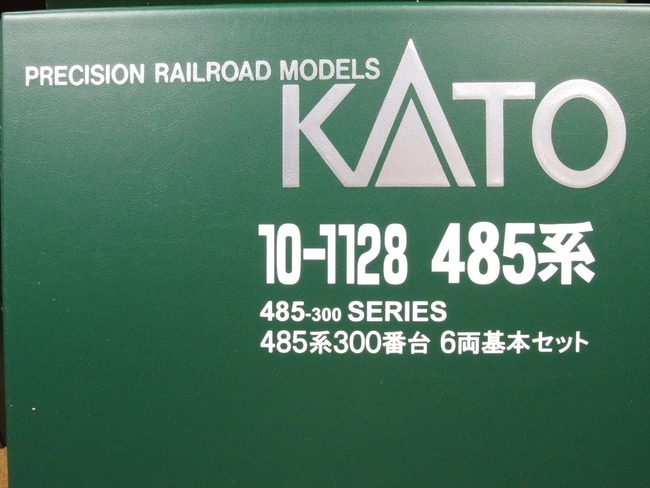 PRECISION RAILROAD MODELS
KATO
10-1128 485系
485-300 SERIES
485系300番台 6両基本セット